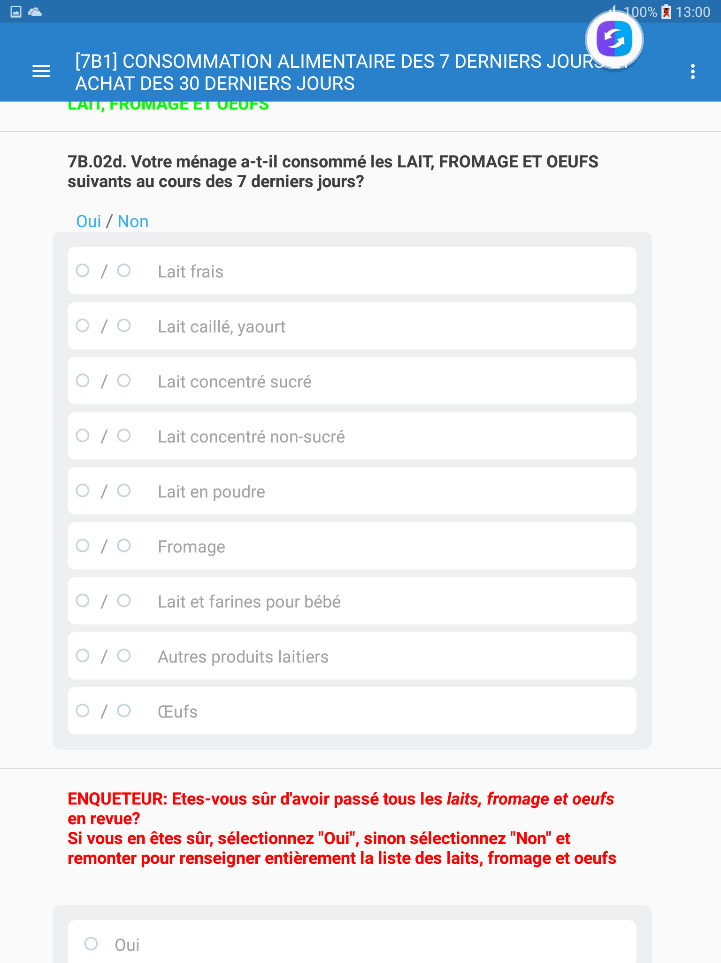 100% 13:00
[7B1] CONSOMMATION ALIMENTAIRE DES 7 DERNIERS JOURS
ACHAT DES 30 DERNIERS JOURS
LAIT, FROMAGE ET OEUFS
7B.02d. Votre ménage a-t-il consommé les LAIT, FROMAGE ET OEUFS
suivants au cours des 7 derniers jours?
Oui / Non
/ Lait frais
/ Lait caillé, yaourt
/ Lait concentré sucré
/ Lait concentré non-sucré
/ Lait en poudre
/ Fromage
/ Lait et farines pour bébé
/ Autres produits laitiers
/ Œufs
ENQUETEUR: Etes-vous sûr d'avoir passé tous les laits, fromage et oeufs
en revue?
Si vous en êtes sûr, sélectionnez "Oui", sinon sélectionnez "Non" et
remonter pour renseigner entièrement la liste des laits, fromage et oeufs
Oui